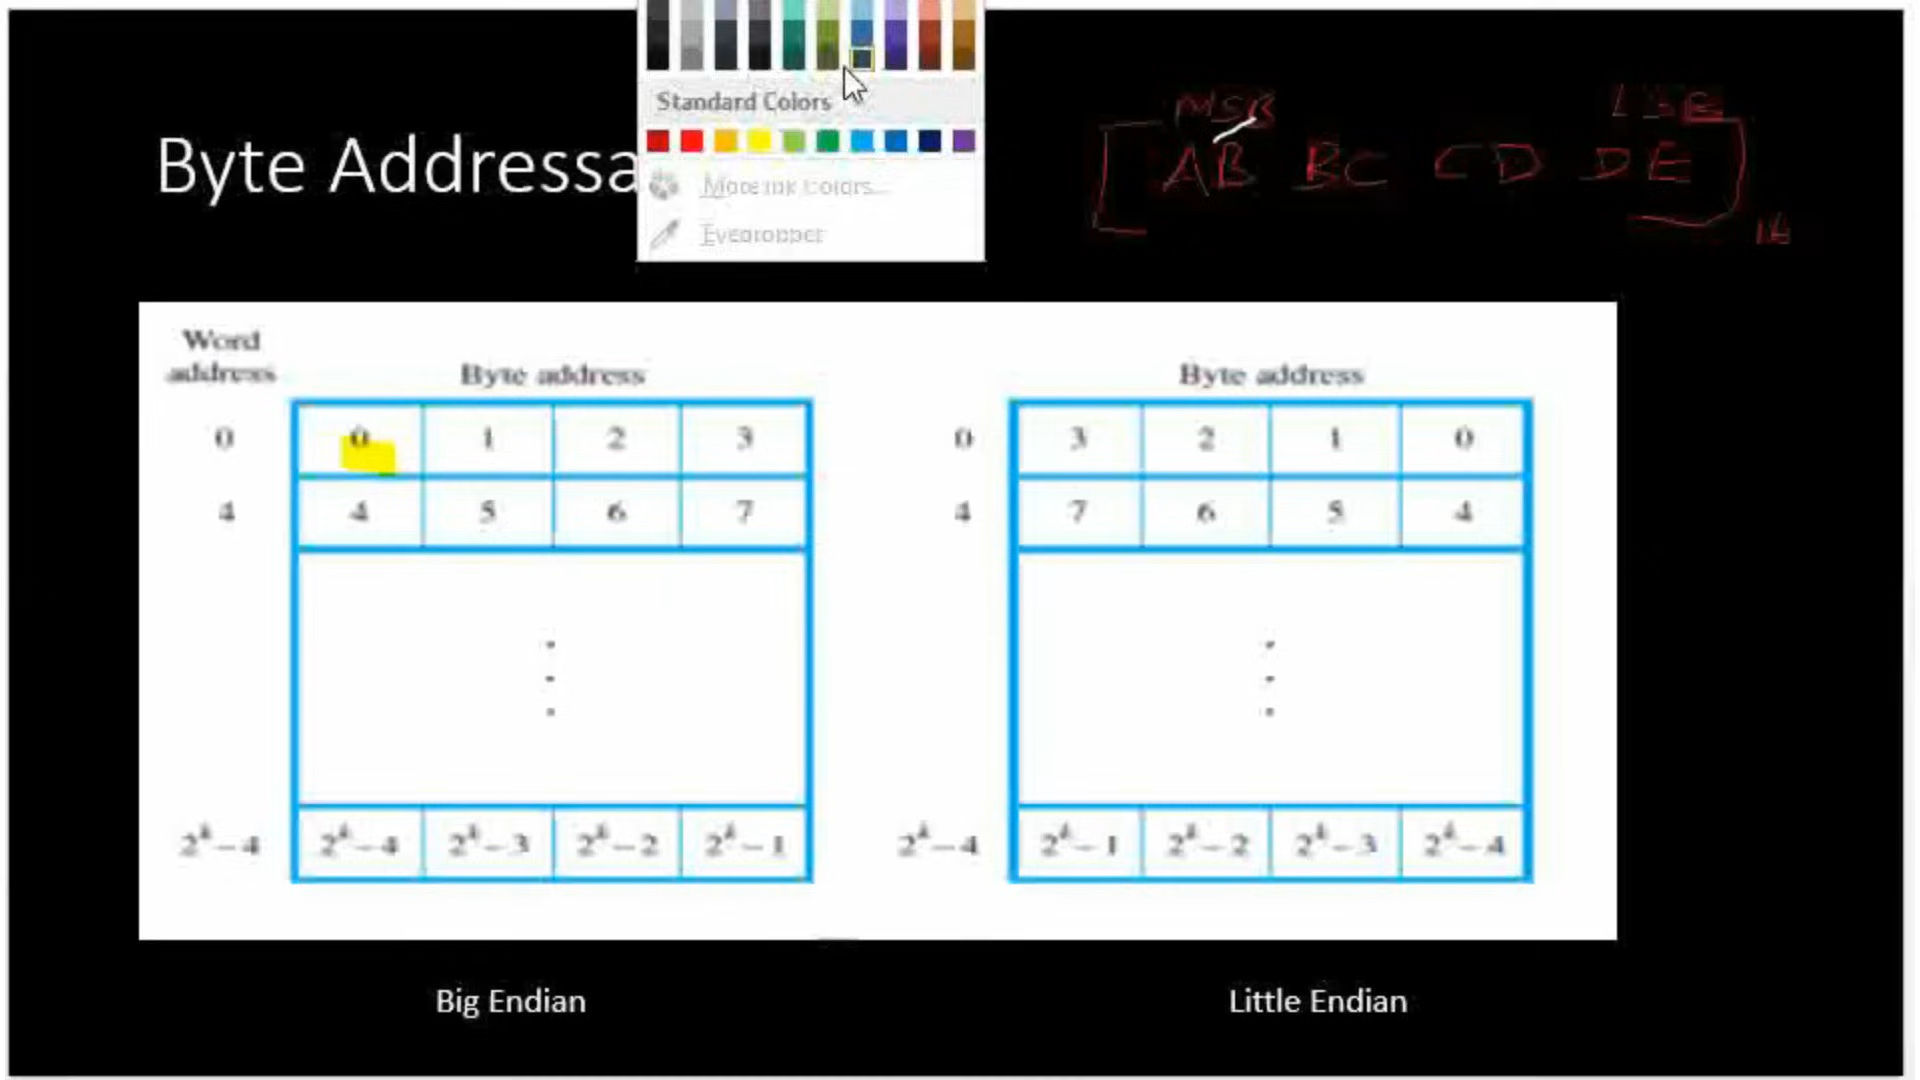 Standard Colors
MSB LSB
Byte Addressa
AB BC CD DE
More Ink Colors...
Eyedropper
16
Word
address
Byte address
Byte address
0 0 1 2 3
0 3 2 1 0
4 4 5 6 7
4 7 6 5 4
2^k – 4 2^k – 4 2^k – 3 2^k – 2 2^k – 1
2^k – 4 2^k – 1 2^k – 2 2^k – 3 2^k – 4
Big Endian
Little Endian